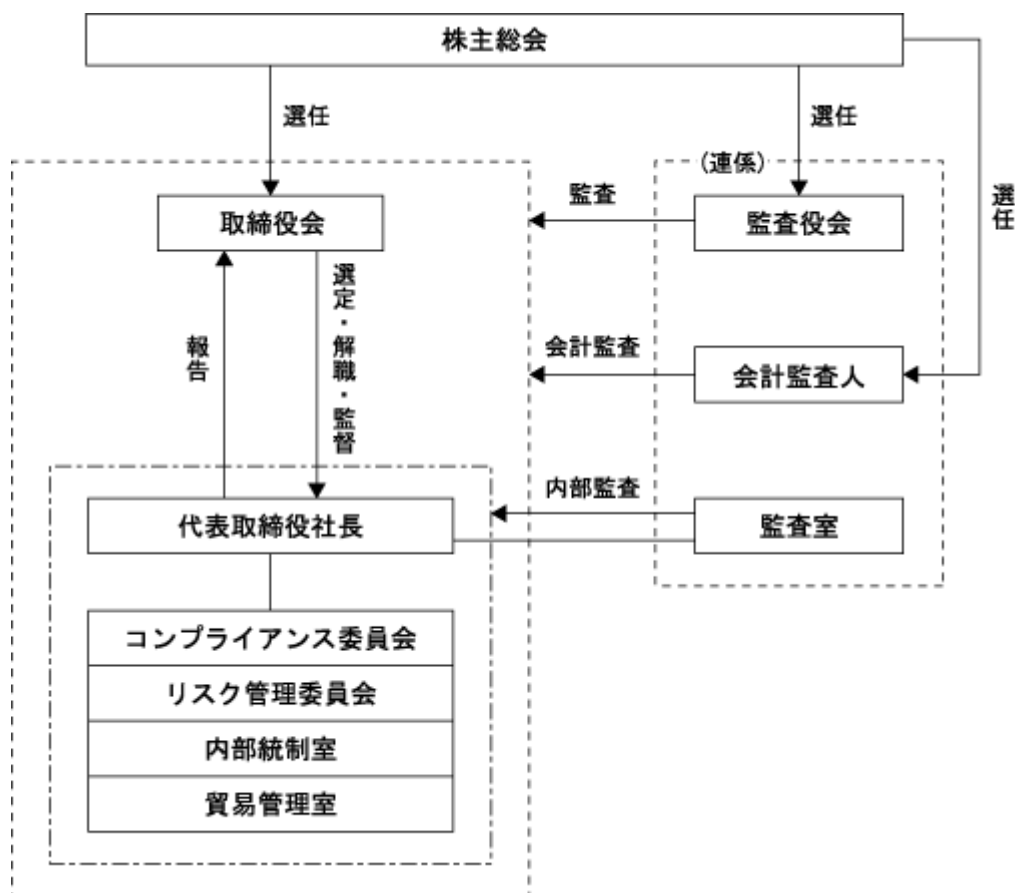 株主総会
選任
選任
選任
(連係)
取締役会
監査
監査役会
報告
選定・解職・監督
会計監査
会計監査人
内部監査
代表取締役社長
監査室
コンプライアンス委員会
リスク管理委員会
内部統制室
貿易管理室